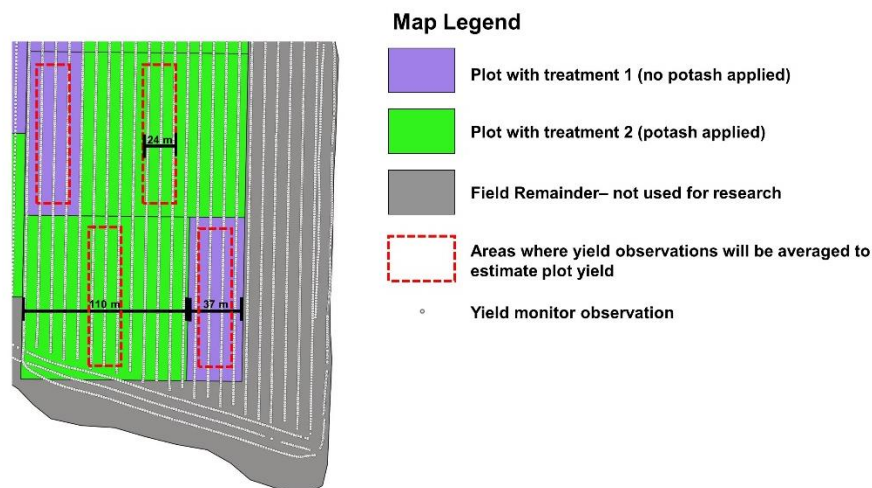 Map Legend
Plot with treatment 1 (no potash applied)
24 m
Plot with treatment 2 (potash applied)
Field Remainder– not used for research
Areas where yield observations will be averaged to
estimate plot yield
110 m
37 m
Yield monitor observation